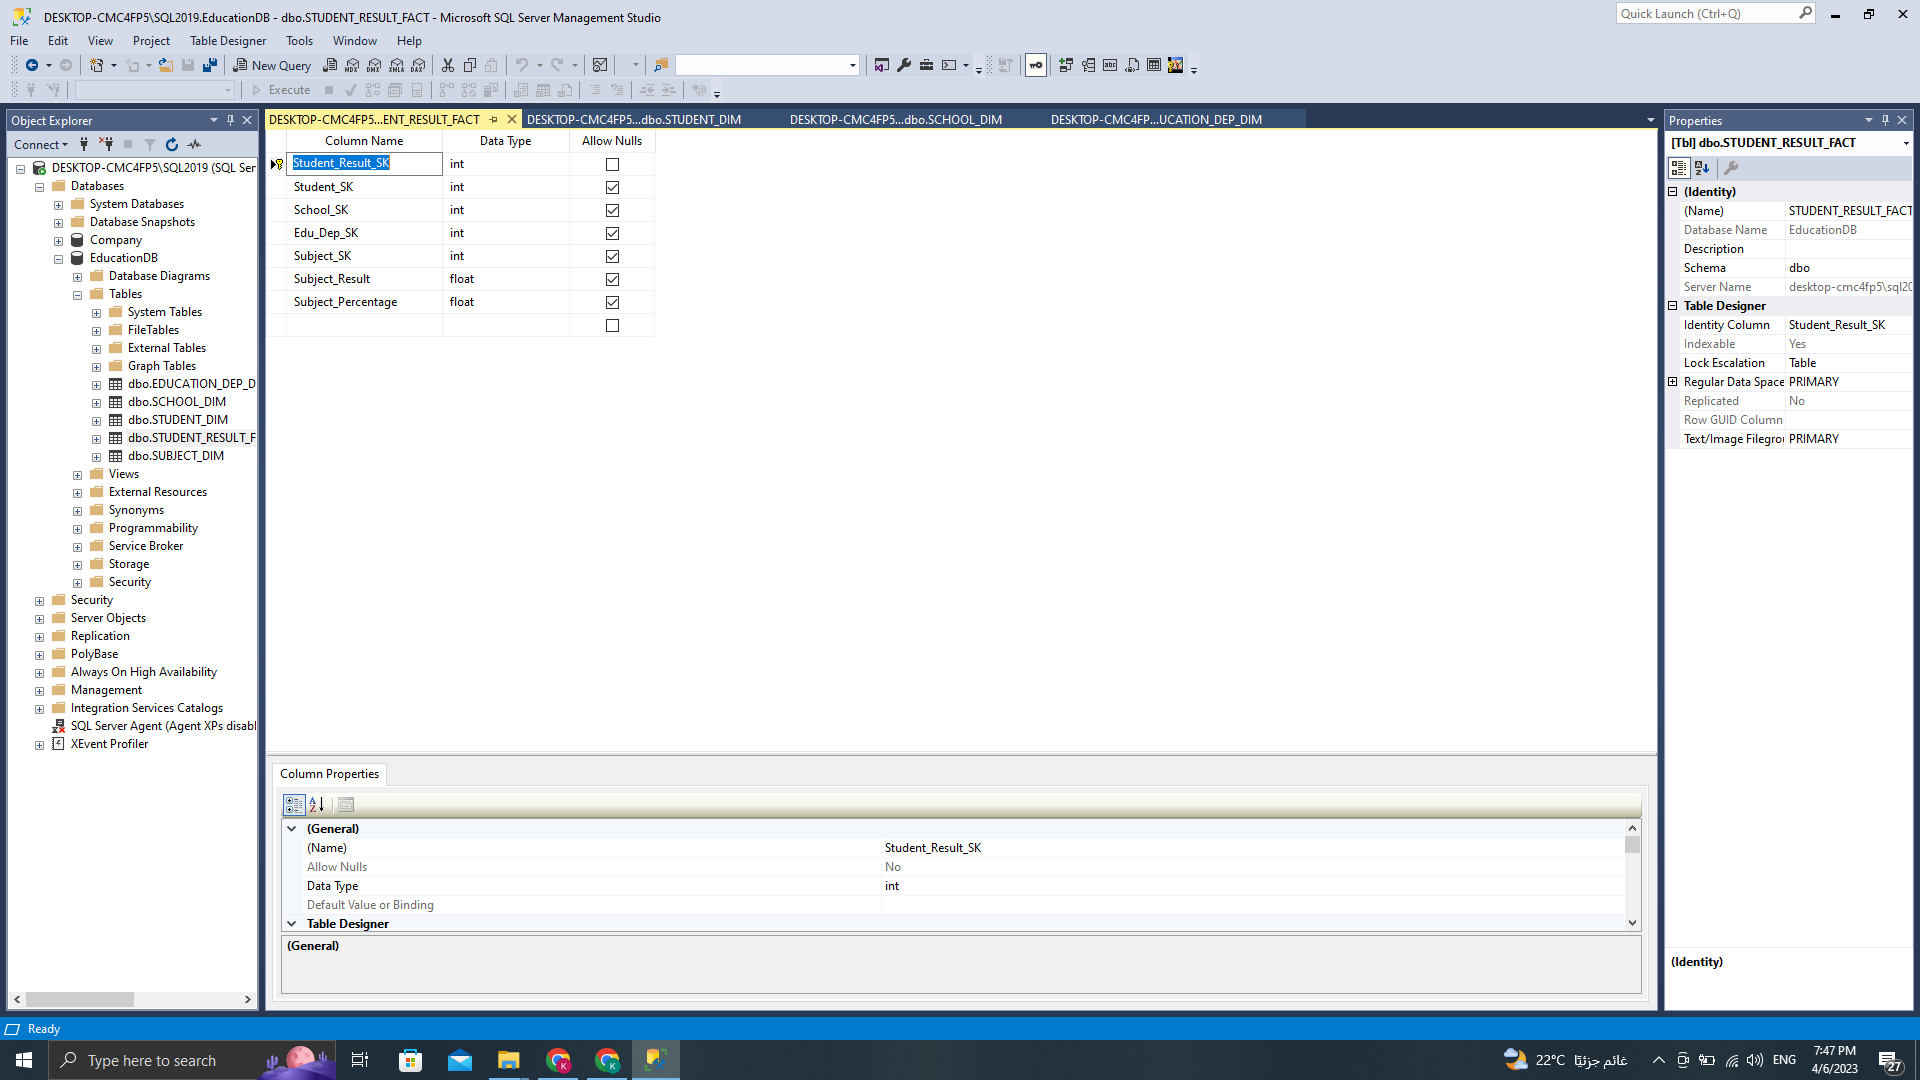 DESKTOP-CMC4FP5\SQL2019.EducationDB - dbo.STUDENT_RESULT_FACT - Microsoft SQL Server Management Studio
Quick Launch (Ctrl+Q)
File Edit View Project Table Designer Tools Window Help
New Query
MDX DMX XMLA DAX
Execute
Object Explorer
Connect
DESKTOP-CMC4FP5\SQL2019 (SQL Ser
Databases
System Databases
Database Snapshots
Company
EducationDB
Database Diagrams
Tables
System Tables
FileTables
External Tables
Graph Tables
dbo.EDUCATION_DEP_D
dbo.SCHOOL_DIM
dbo.STUDENT_DIM
dbo.STUDENT_RESULT_F
dbo.SUBJECT_DIM
Views
External Resources
Synonyms
Programmability
Service Broker
Storage
Security
Security
Server Objects
Replication
PolyBase
Always On High Availability
Management
Integration Services Catalogs
SQL Server Agent (Agent XPs disabl
XEvent Profiler
DESKTOP-CMC4FP5...ENT_RESULT_FACT DESKTOP-CMC4FP5...dbo.STUDENT_DIM DESKTOP-CMC4FP5...dbo.SCHOOL_DIM DESKTOP-CMC4FP...UCATION_DEP_DIM
Column Name Data Type Allow Nulls
Student_Result_SK int
Student_SK int
School_SK int
Edu_Dep_SK int
Subject_SK int
Subject_Result float
Subject_Percentage float
Column Properties
(General)
(Name) Student_Result_SK
Allow Nulls No
Data Type int
Default Value or Binding
Table Designer
(General)
Properties
[Tbl] dbo.STUDENT_RESULT_FACT
(Identity)
(Name) STUDENT_RESULT_FACT
Database Name EducationDB
Description
Schema dbo
Server Name desktop-cmc4fp5\sql20
Table Designer
Identity Column Student_Result_SK
Indexable Yes
Lock Escalation Table
Regular Data Space PRIMARY
Replicated No
Row GUID Column
Text/Image Filegrou PRIMARY
(Identity)
Ready
Type here to search
22°C غائم جزئيًا
ENG
7:47 PM
4/6/2023
27